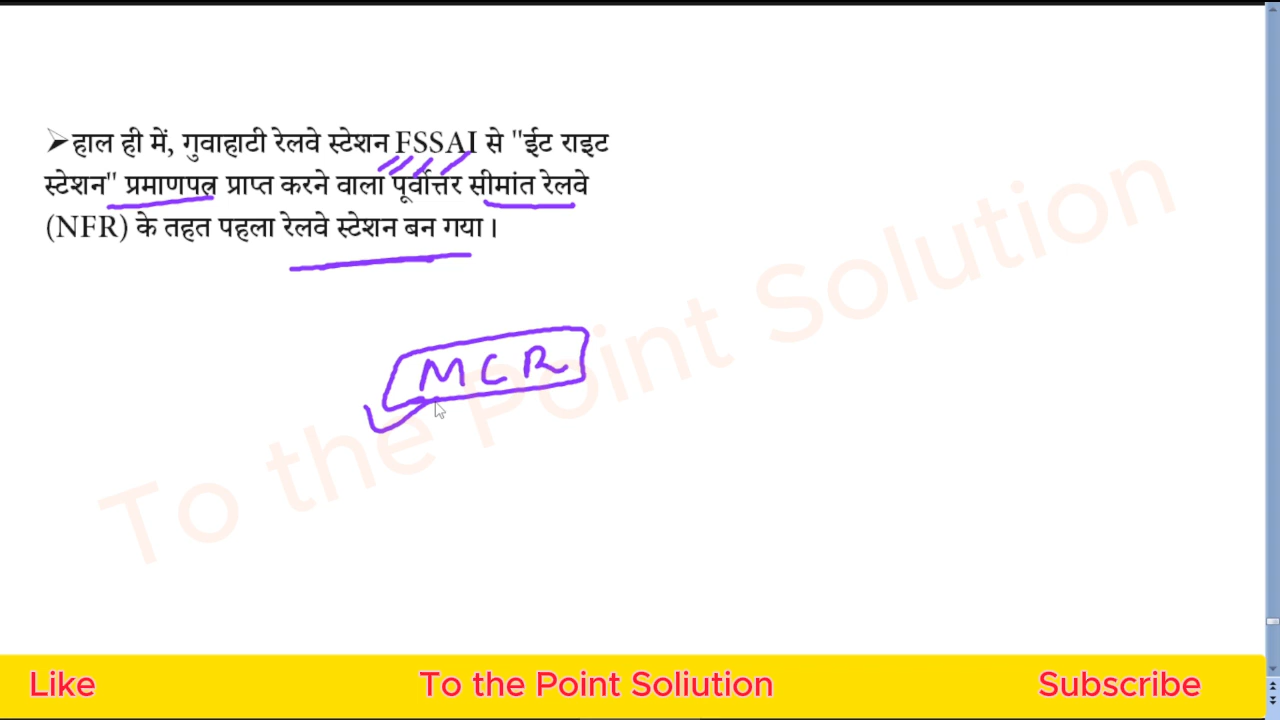 ➢हाल ही में, गुवाहाटी रेलवे स्टेशन FSSAI से "ईट राइट
स्टेशन" प्रमाणपत्र प्राप्त करने वाला पूर्वोत्तर सीमांत रेलवे
(NFR) के तहत पहला रेलवे स्टेशन बन गया।
MCR
To the Point Solution
Like To the Point Soliution Subscribe